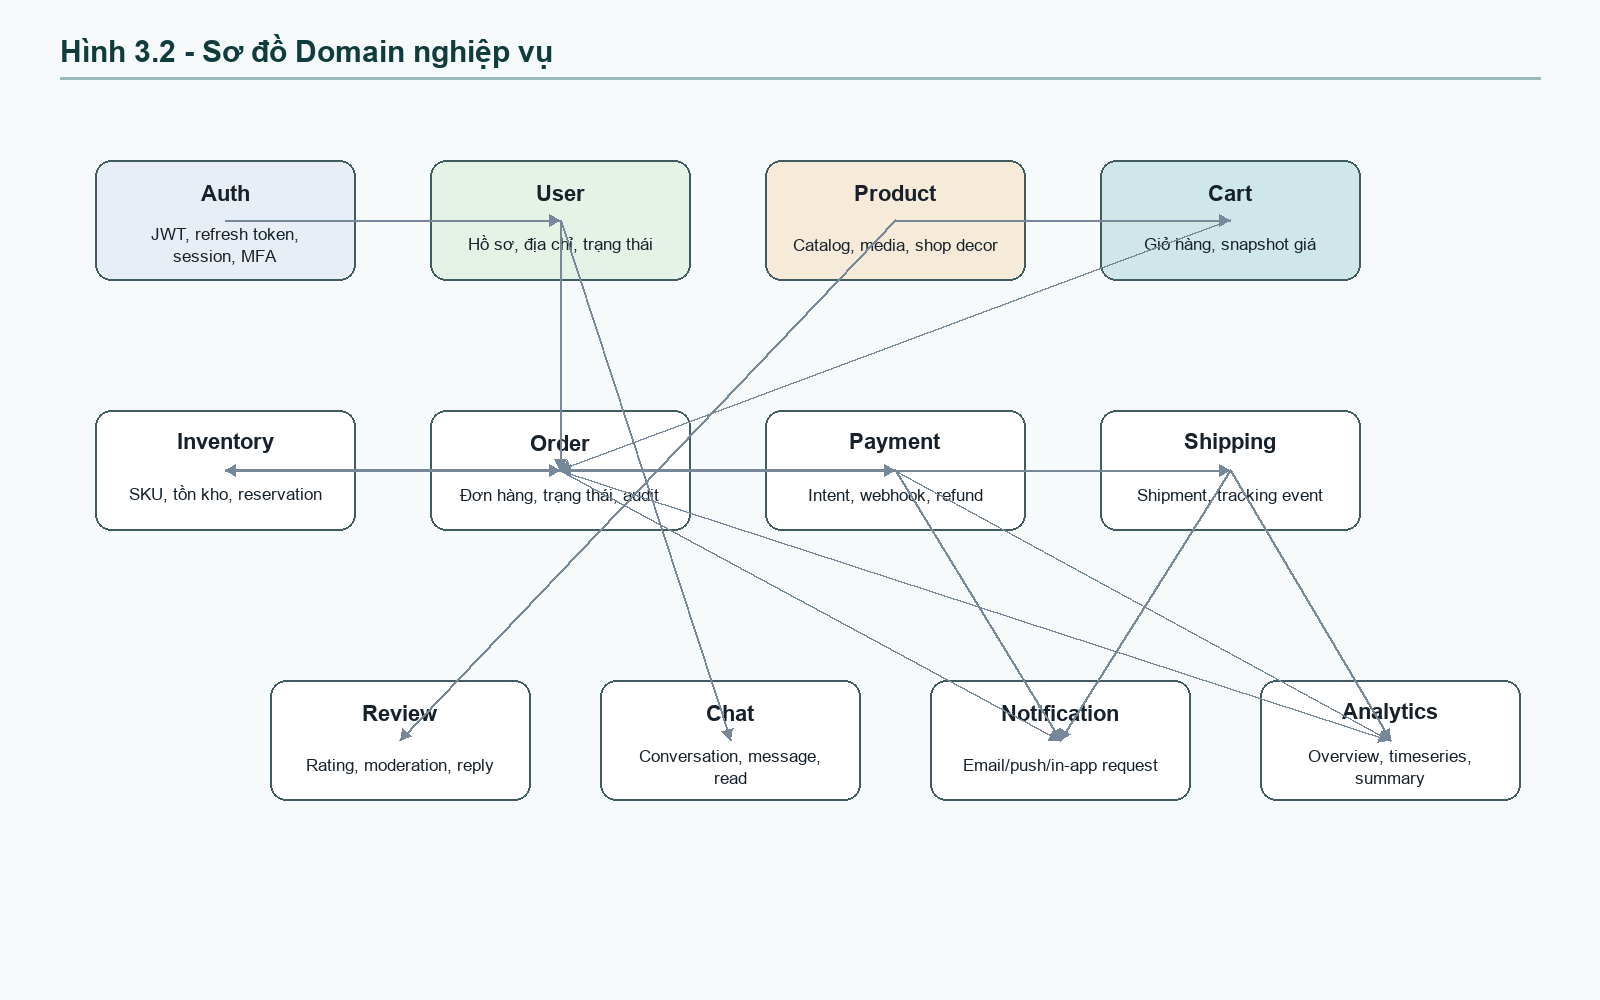 Hình 3.2 - Sơ đồ Domain nghiệp vụ
Auth
JWT, refresh token,
session, MFA
User
Hồ sơ, địa chỉ, trạng thái
Product
Catalog, media, shop decor
Cart
Giỏ hàng, snapshot giá
Inventory
SKU, tồn kho, reservation
Order
Đơn hàng, trạng thái, audit
Payment
Intent, webhook, refund
Shipping
Shipment, tracking event
Review
Rating, moderation, reply
Chat
Conversation, message,
read
Notification
Email/push/in-app request
Analytics
Overview, timeseries,
summary